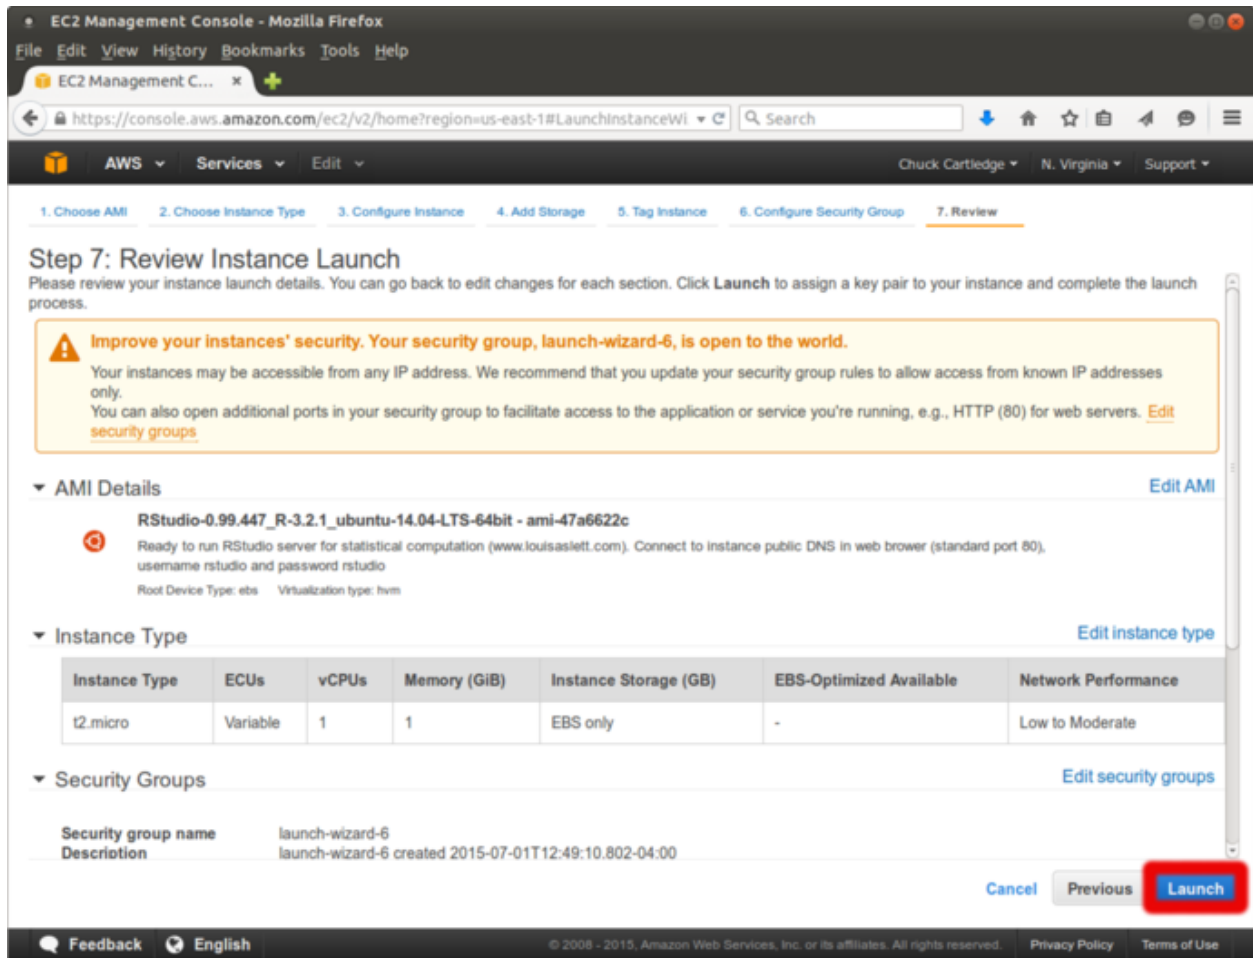 EC2 Management Console - Mozilla Firefox
File Edit View History Bookmarks Tools Help
EC2 Management C... ×
https://console.aws.amazon.com/ec2/v2/home?region=us-east-1#LaunchInstanceWi Search
AWS Services Edit Chuck Cartledge N. Virginia Support
1. Choose AMI 2. Choose Instance Type 3. Configure Instance 4. Add Storage 5. Tag Instance 6. Configure Security Group 7. Review
Step 7: Review Instance Launch
Please review your instance launch details. You can go back to edit changes for each section. Click Launch to assign a key pair to your instance and complete the launch
process.
Improve your instances' security. Your security group, launch-wizard-6, is open to the world.
Your instances may be accessible from any IP address. We recommend that you update your security group rules to allow access from known IP addresses
only.
You can also open additional ports in your security group to facilitate access to the application or service you're running, e.g., HTTP (80) for web servers. Edit
security groups
AMI Details Edit AMI
RStudio-0.99.447_R-3.2.1_ubuntu-14.04-LTS-64bit - ami-47a6622c
Ready to run RStudio server for statistical computation (www.louisaslett.com). Connect to instance public DNS in web brower (standard port 80),
username rstudio and password rstudio
Root Device Type: ebs Virtualization type: hvm
Instance Type Edit instance type
Instance Type ECUs vCPUs Memory (GiB) Instance Storage (GB) EBS-Optimized Available Network Performance
t2.micro Variable 1 1 EBS only - Low to Moderate
Security Groups Edit security groups
Security group name launch-wizard-6
Description launch-wizard-6 created 2015-07-01T12:49:10.802-04:00
Cancel Previous Launch
Feedback English © 2008 - 2015, Amazon Web Services, Inc. or its affiliates. All rights reserved. Privacy Policy Terms of Use